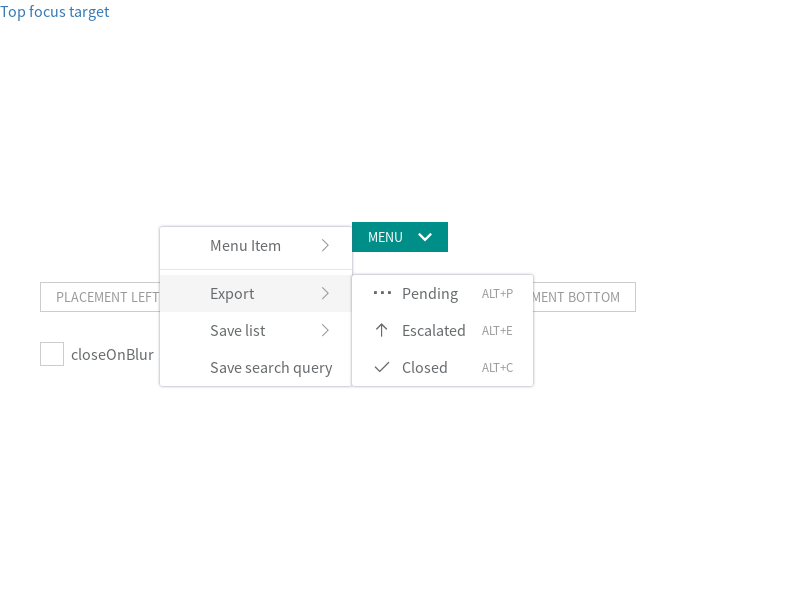 Top focus target
MENU
Menu Item
Export
Save list
Save search query
Pending ALT+P
Escalated ALT+E
Closed ALT+C
PLACEMENT LEFT
BOTTOM
closeOnBlur